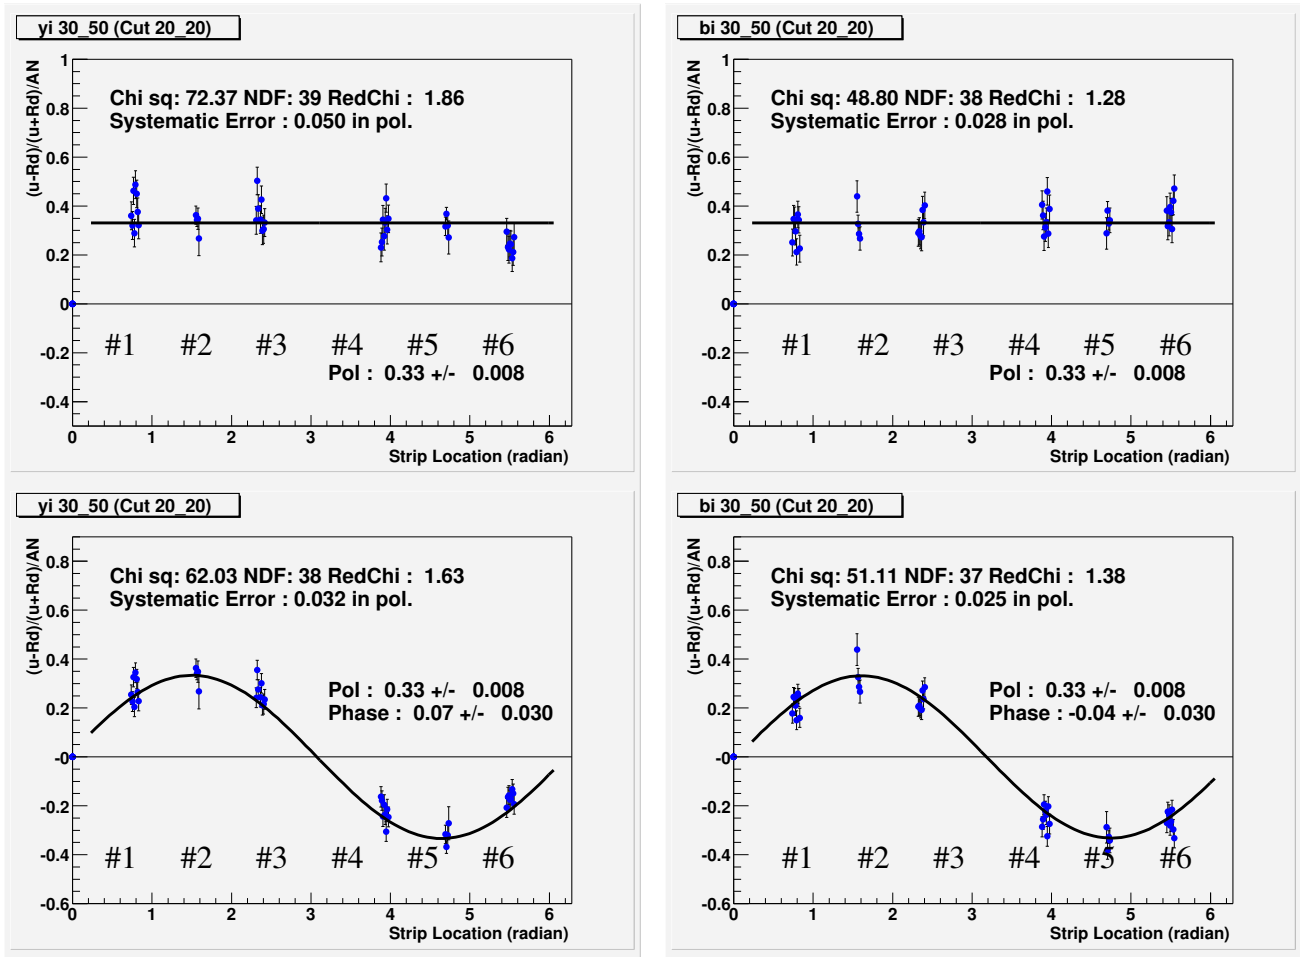 yi 30_50 (Cut 20_20)
(u-Rd)/(u+Rd)/AN
1
0.8
0.6
0.4
0.2
0
-0.2
-0.4
Chi sq: 72.37 NDF: 39 RedChi : 1.86
Systematic Error : 0.050 in pol.
#1 #2 #3 #4 #5 #6
Pol : 0.33 +/- 0.008
0 1 2 3 4 5 6
Strip Location (radian)
bi 30_50 (Cut 20_20)
(u-Rd)/(u+Rd)/AN
1
0.8
0.6
0.4
0.2
0
-0.2
-0.4
Chi sq: 48.80 NDF: 38 RedChi : 1.28
Systematic Error : 0.028 in pol.
#1 #2 #3 #4 #5 #6
Pol : 0.33 +/- 0.008
0 1 2 3 4 5 6
Strip Location (radian)
yi 30_50 (Cut 20_20)
(u-Rd)/(u+Rd)/AN
0.8
0.6
0.4
0.2
-0
-0.2
-0.4
-0.6
Chi sq: 62.03 NDF: 38 RedChi : 1.63
Systematic Error : 0.032 in pol.
Pol : 0.33 +/- 0.008
Phase : 0.07 +/- 0.030
#1 #2 #3 #4 #5 #6
0 1 2 3 4 5 6
Strip Location (radian)
bi 30_50 (Cut 20_20)
(u-Rd)/(u+Rd)/AN
0.8
0.6
0.4
0.2
-0
-0.2
-0.4
-0.6
Chi sq: 51.11 NDF: 37 RedChi : 1.38
Systematic Error : 0.025 in pol.
Pol : 0.33 +/- 0.008
Phase : -0.04 +/- 0.030
#1 #2 #3 #4 #5 #6
0 1 2 3 4 5 6
Strip Location (radian)